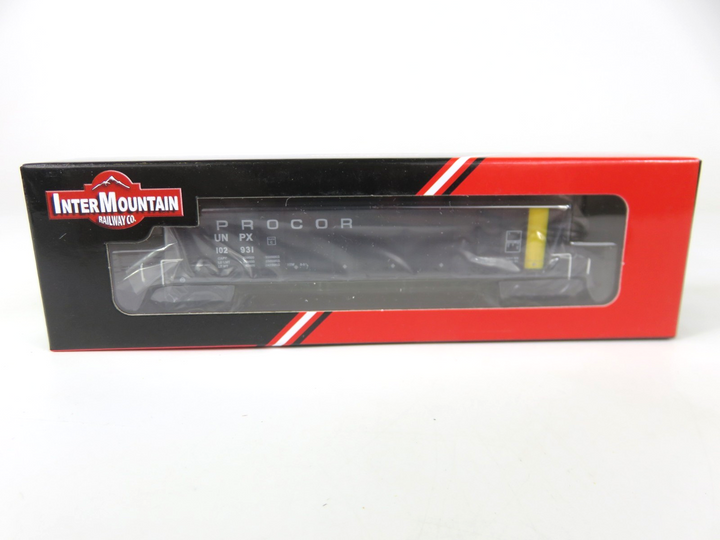 INTERMOUNTAIN
RAILWAY CO.
PROCOR
UNPX
102931